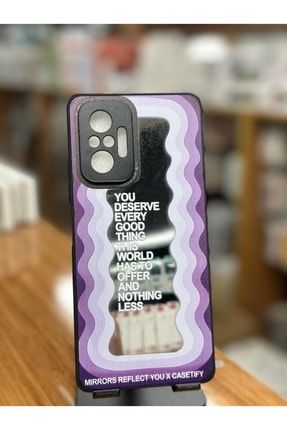 YOU
DESERVE
EVERY
GOOD
THING
THIS
WORLD
HAS TO
OFFER
AND
NOTHING
LESS
MIRRORS REFLECT YOU X CASETIFY